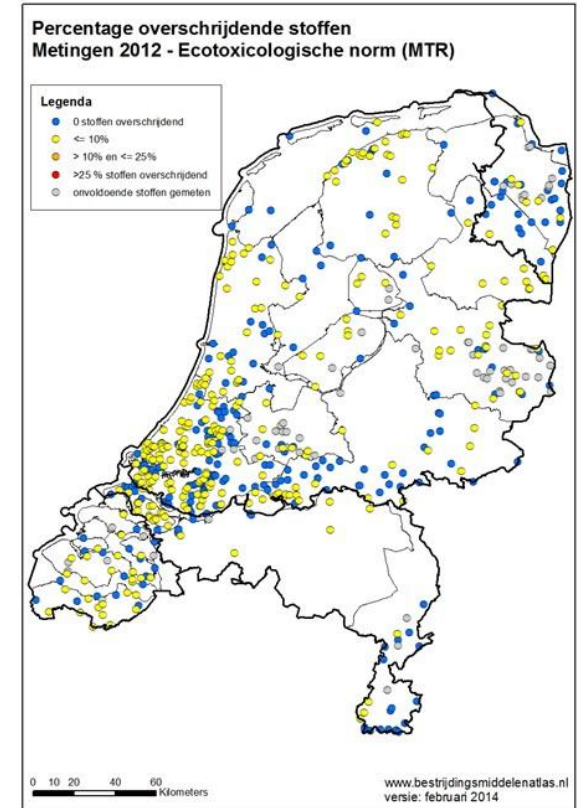 Percentage overschrijdende stoffen
Metingen 2012 - Ecotoxicologische norm (MTR)
Legenda
0 stoffen overschrijdend
<= 10%
> 10% en <= 25%
>25 % stoffen overschrijdend
onvoldoende stoffen gemeten
0 10 20 40 60
Kilometers
www.bestrijdingsmiddelenatlas.nl
versie: februari 2014